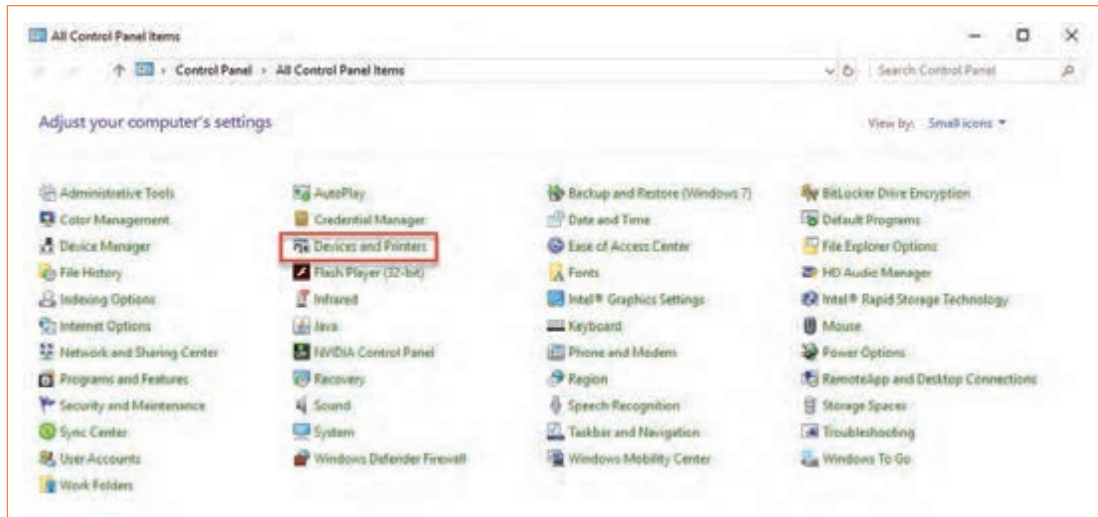 All Control Panel Items
Control Panel > All Control Panel Items
Search Control Panel
Adjust your computer's settings
View by: Small icons
Administrative Tools
AutoPlay
Backup and Restore (Windows 7)
BitLocker Drive Encryption
Color Management
Credential Manager
Date and Time
Default Programs
Device Manager
Devices and Printers
Ease of Access Center
File Explorer Options
File History
Flash Player (32-bit)
Fonts
HD Audio Manager
Indexing Options
Infrared
Intel® Graphics Settings
Intel® Rapid Storage Technology
Internet Options
Java
Keyboard
Mouse
Network and Sharing Center
NVIDIA Control Panel
Phone and Modem
Power Options
Programs and Features
Recovery
Region
RemoteApp and Desktop Connections
Security and Maintenance
Sound
Speech Recognition
Storage Spaces
Sync Center
System
Taskbar and Navigation
Troubleshooting
User Accounts
Windows Defender Firewall
Windows Mobility Center
Windows To Go
Work Folders